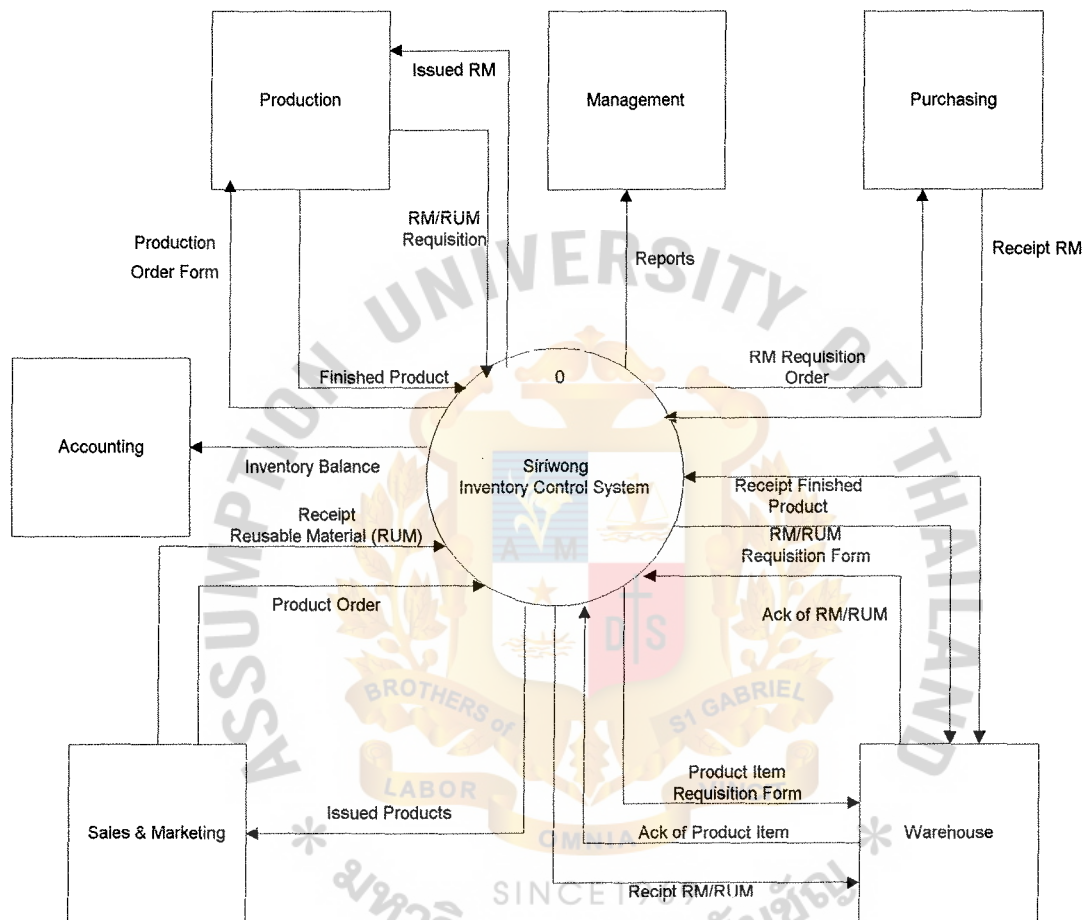 Issued RM
Production
Management
Purchasing
RM/RUM
Requisition
Production
Order Form
Reports
Receipt RM
RM Requisition
Order
Finished Product
0
Accounting
Inventory Balance
Siriwong
Inventory Control System
Receipt Finished
Product
Receipt
Reusable Material (RUM)
RM/RUM
Requisition Form
Product Order
Ack of RM/RUM
Product Item
Requisition Form
Issued Products
Sales & Marketing
Ack of Product Item
Warehouse
Recipt RM/RUM
ASSUMPTION UNIVERSITY OF THAILAND
A M
D S
BROTHERS of
S1 GABRIEL
LABOR
OMNIA